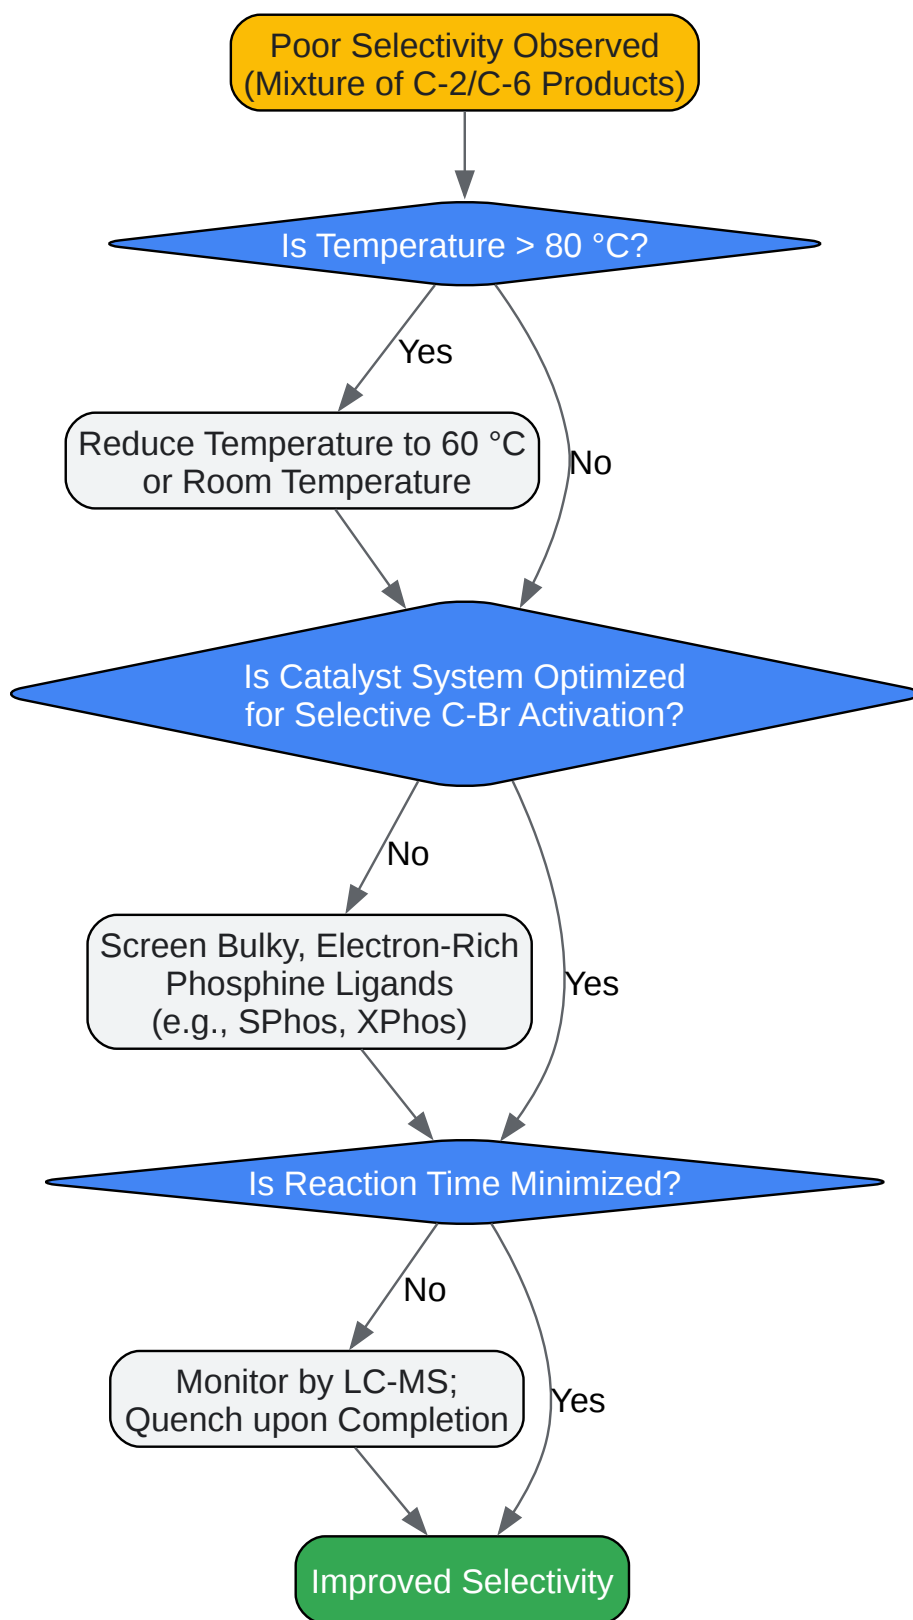 Poor Selectivity Observed
(Mixture of C-2/C-6 Products)
Is Temperature > 80 °C?
Yes
No
Reduce Temperature to 60 °C
or Room Temperature
Is Catalyst System Optimized
for Selective C-Br Activation?
No
Yes
Screen Bulky, Electron-Rich
Phosphine Ligands
(e.g., SPhos, XPhos)
Is Reaction Time Minimized?
No
Yes
Monitor by LC-MS;
Quench upon Completion
Improved Selectivity